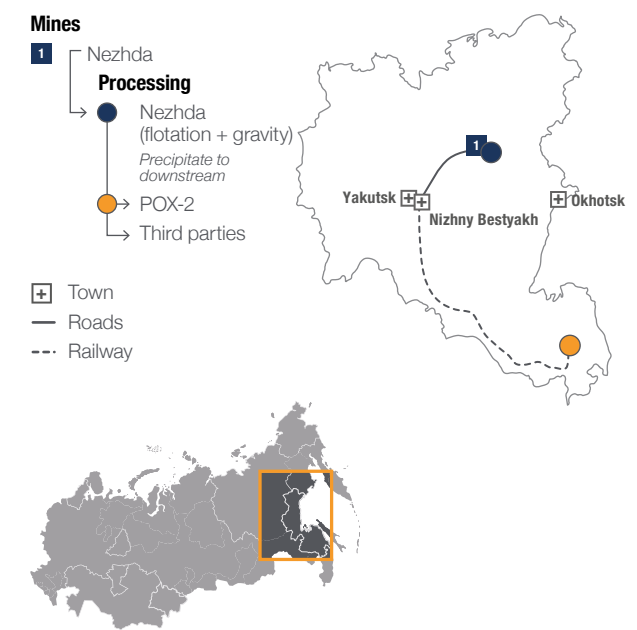 Mines
1 Nezhda
Processing
Nezhda
(flotation + gravity)
Precipitate to
downstream
POX-2
Third parties
Town
Roads
Railway
1
Yakutsk
Nizhny Bestyakh
Okhotsk